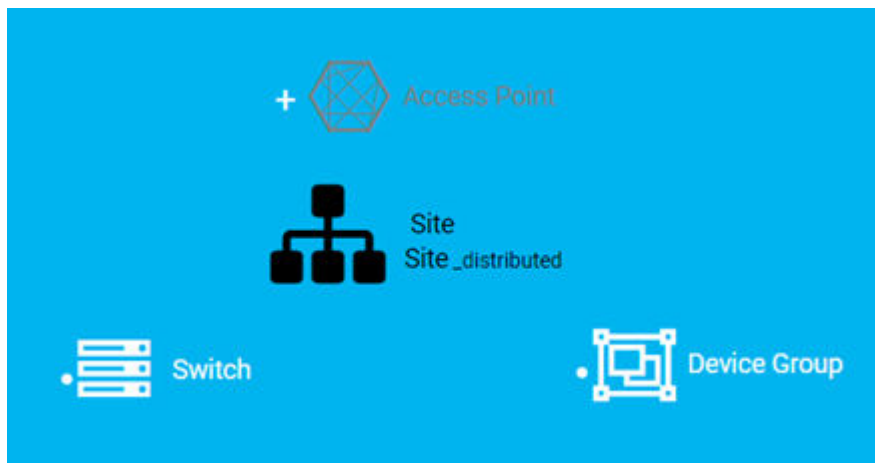 + Access Point
Site
Site_distributed
Switch
Device Group